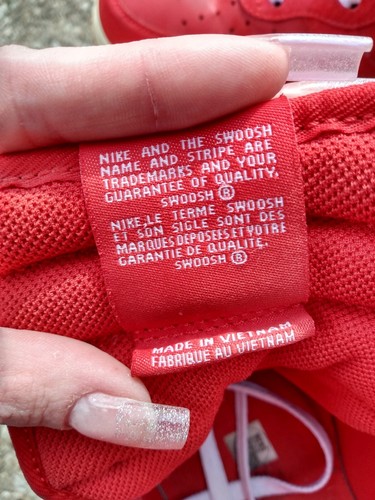 NIKE AND THE SWOOSH
NAME AND STRIPE ARE
TRADEMARKS AND YOUR
GUARANTEE OF QUALITY.
SWOOSH ®
NIKE, LE TERME SWOOSH
ET SON SIGLE SONT DES
MARQUES DEPOSEES ET VOTRE
GARANTIE DE QUALITE.
SWOOSH ®
MADE IN VIETNAM
FABRIQUE AU VIETNAM